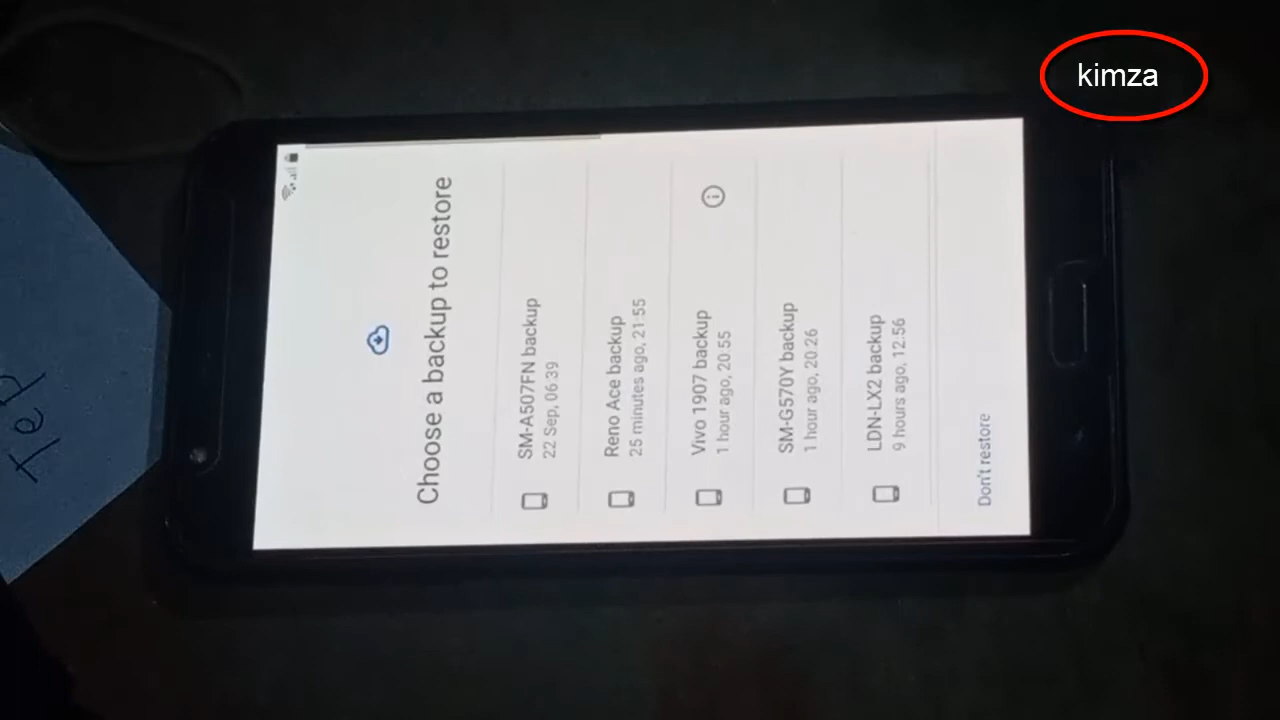 kimza
Choose a backup to restore
SM-A507FN backup
22 Sep, 06 39
Reno Ace backup
25 minutes ago, 21:55
Vivo 1907 backup
1 hour ago, 20 55
SM-G570Y backup
1 hour ago, 20 26
LDN-LX2 backup
9 hours ago, 12:56
Don't restore